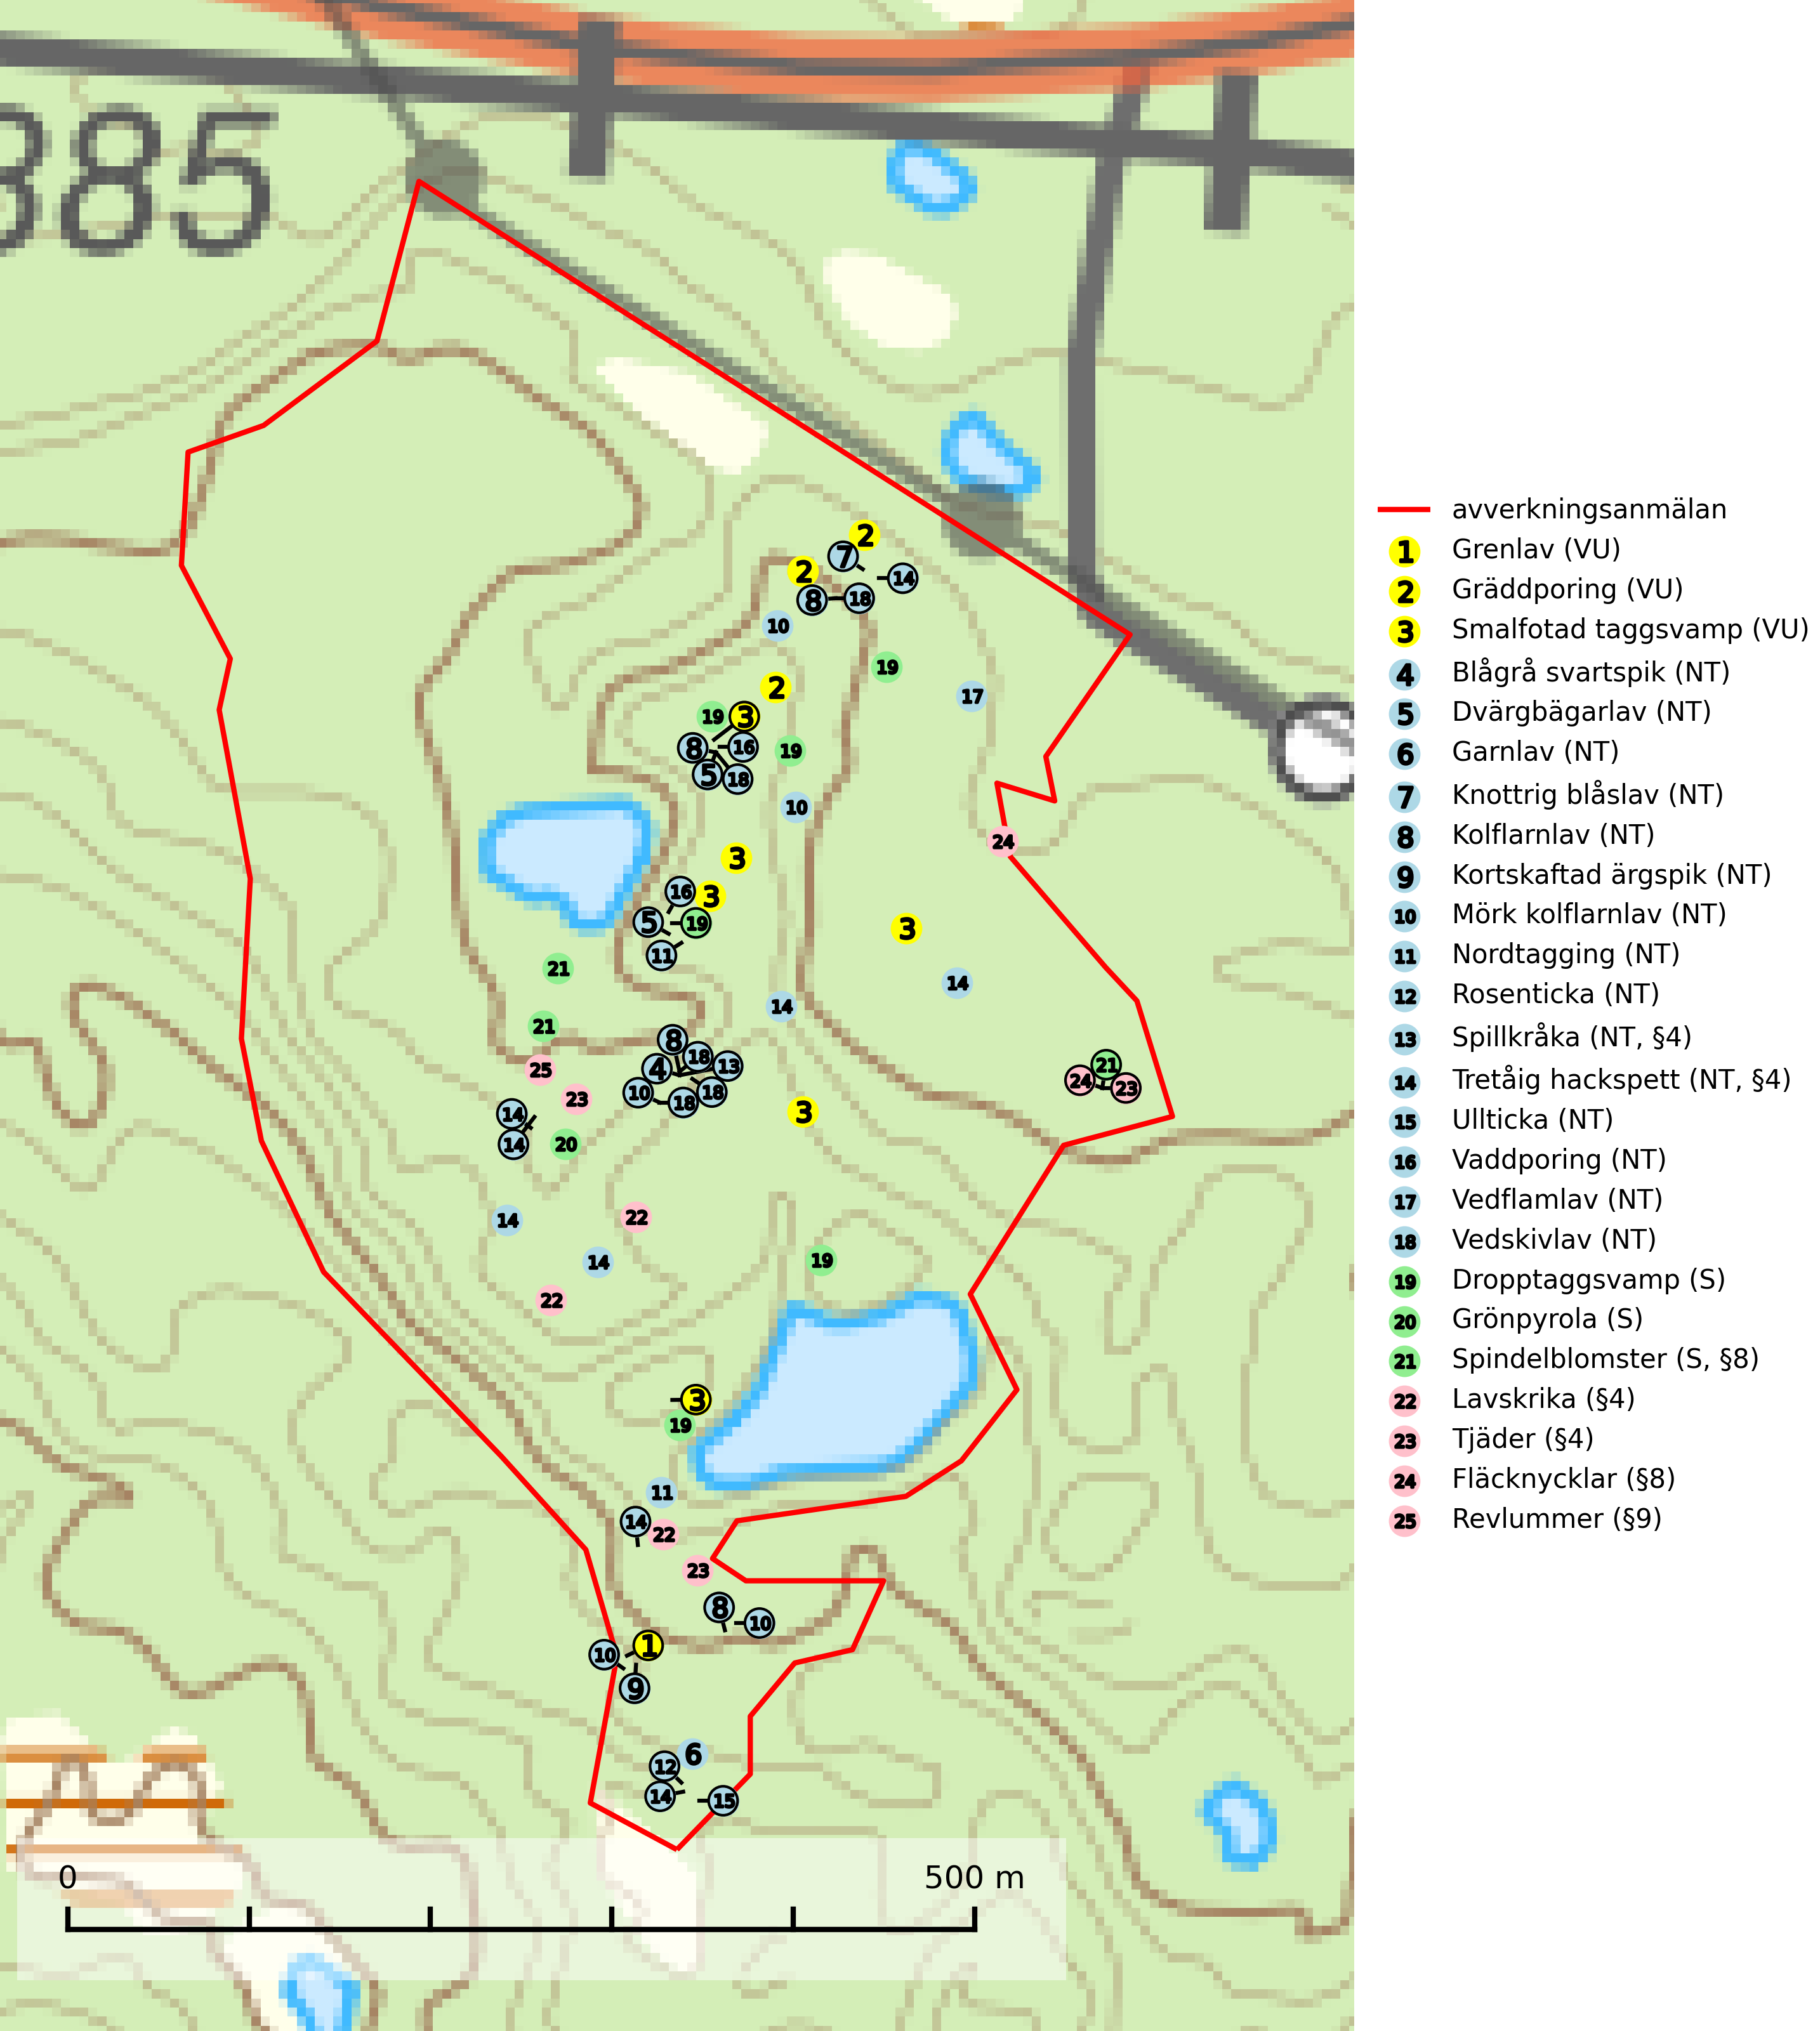 385
avverkningsanmälan
1 Grenlav (VU)
2 Gräddporing (VU)
3 Smalfotad taggsvamp (VU)
4 Blågrå svartspik (NT)
5 Dvärgbägarlav (NT)
6 Garnlav (NT)
7 Knottrig blåslav (NT)
8 Kolflarnlav (NT)
9 Kortskaftad ärgspik (NT)
10 Mörk kolflarnlav (NT)
11 Nordtagging (NT)
12 Rosenticka (NT)
13 Spillkråka (NT, §4)
14 Tretåig hackspett (NT, §4)
15 Ullticka (NT)
16 Vaddporing (NT)
17 Vedflamlav (NT)
18 Vedskivlav (NT)
19 Dropptaggsvamp (S)
20 Grönpyrola (S)
21 Spindelblomster (S, §8)
22 Lavskrika (§4)
23 Tjäder (§4)
24 Fläcknycklar (§8)
25 Revlummer (§9)
2
7
2
14
8 18
10
19
2
17
19 3
8 16
19
5 18
10
24
3
16 3
5 19
3
11
21
14
14
21
8
18
4 13
21
25
24 23
10 18
18
23
3
14
14 20
22
14
14
19
22
3
19
11
14
22
23
8
10
1
10
9
6
12
14 15
0 500 m